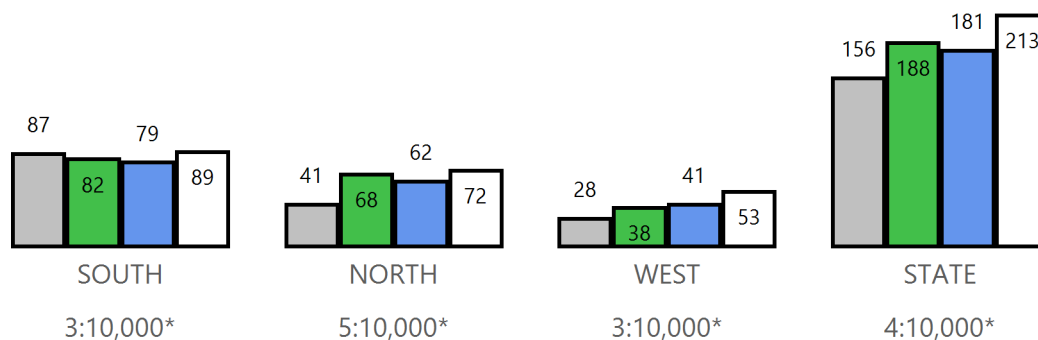 87 82 79 89
SOUTH
3:10,000*
41 68 62 72
NORTH
5:10,000*
28 38 41 53
WEST
3:10,000*
156 188 181 213
STATE
4:10,000*